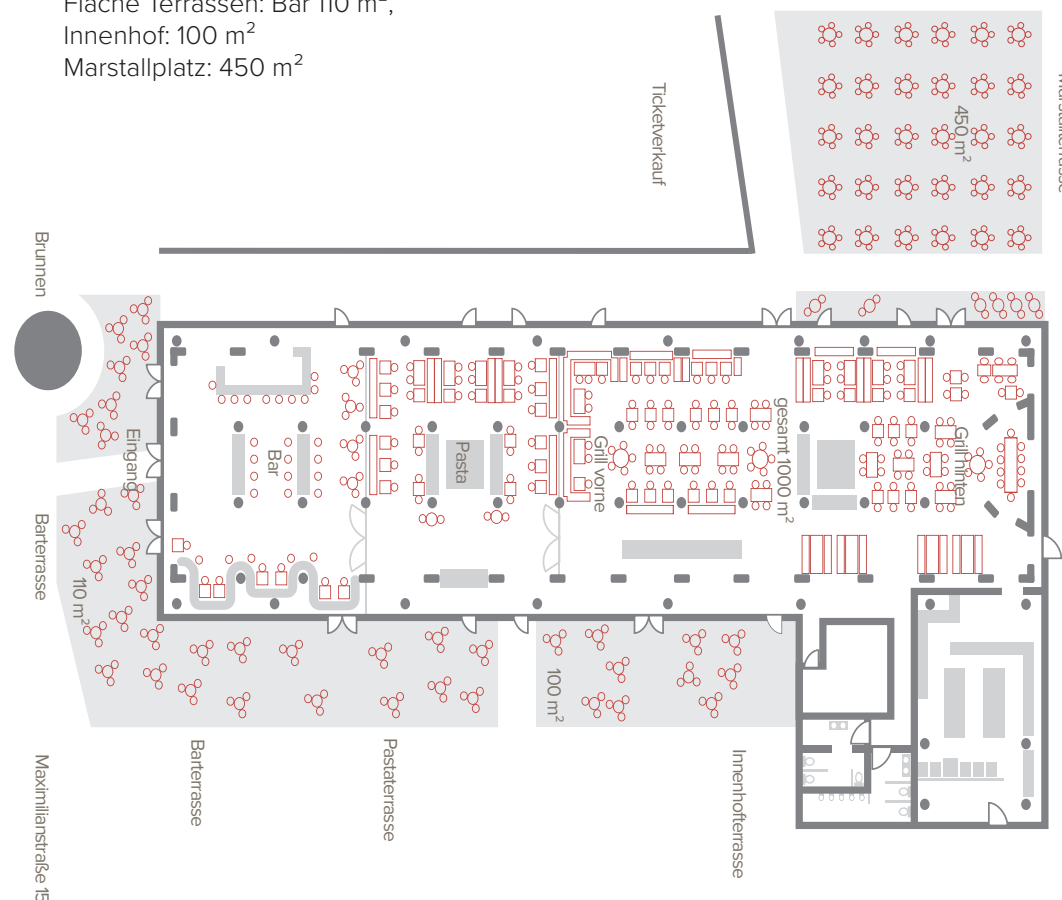 Fläche Terrassen: Bar 110 m²,
Innenhof: 100 m²
Marstallplatz: 450 m²
Ticketverkauf
450 m²
Brunnen
Eingang
Bar
Pasta
Grill vorne
gesamt 1000 m²
Grill hinten
Barterrasse
110 m²
100 m²
Barterrasse
Pastaterrasse
Innenhofterrasse
Maximilianstraße 15